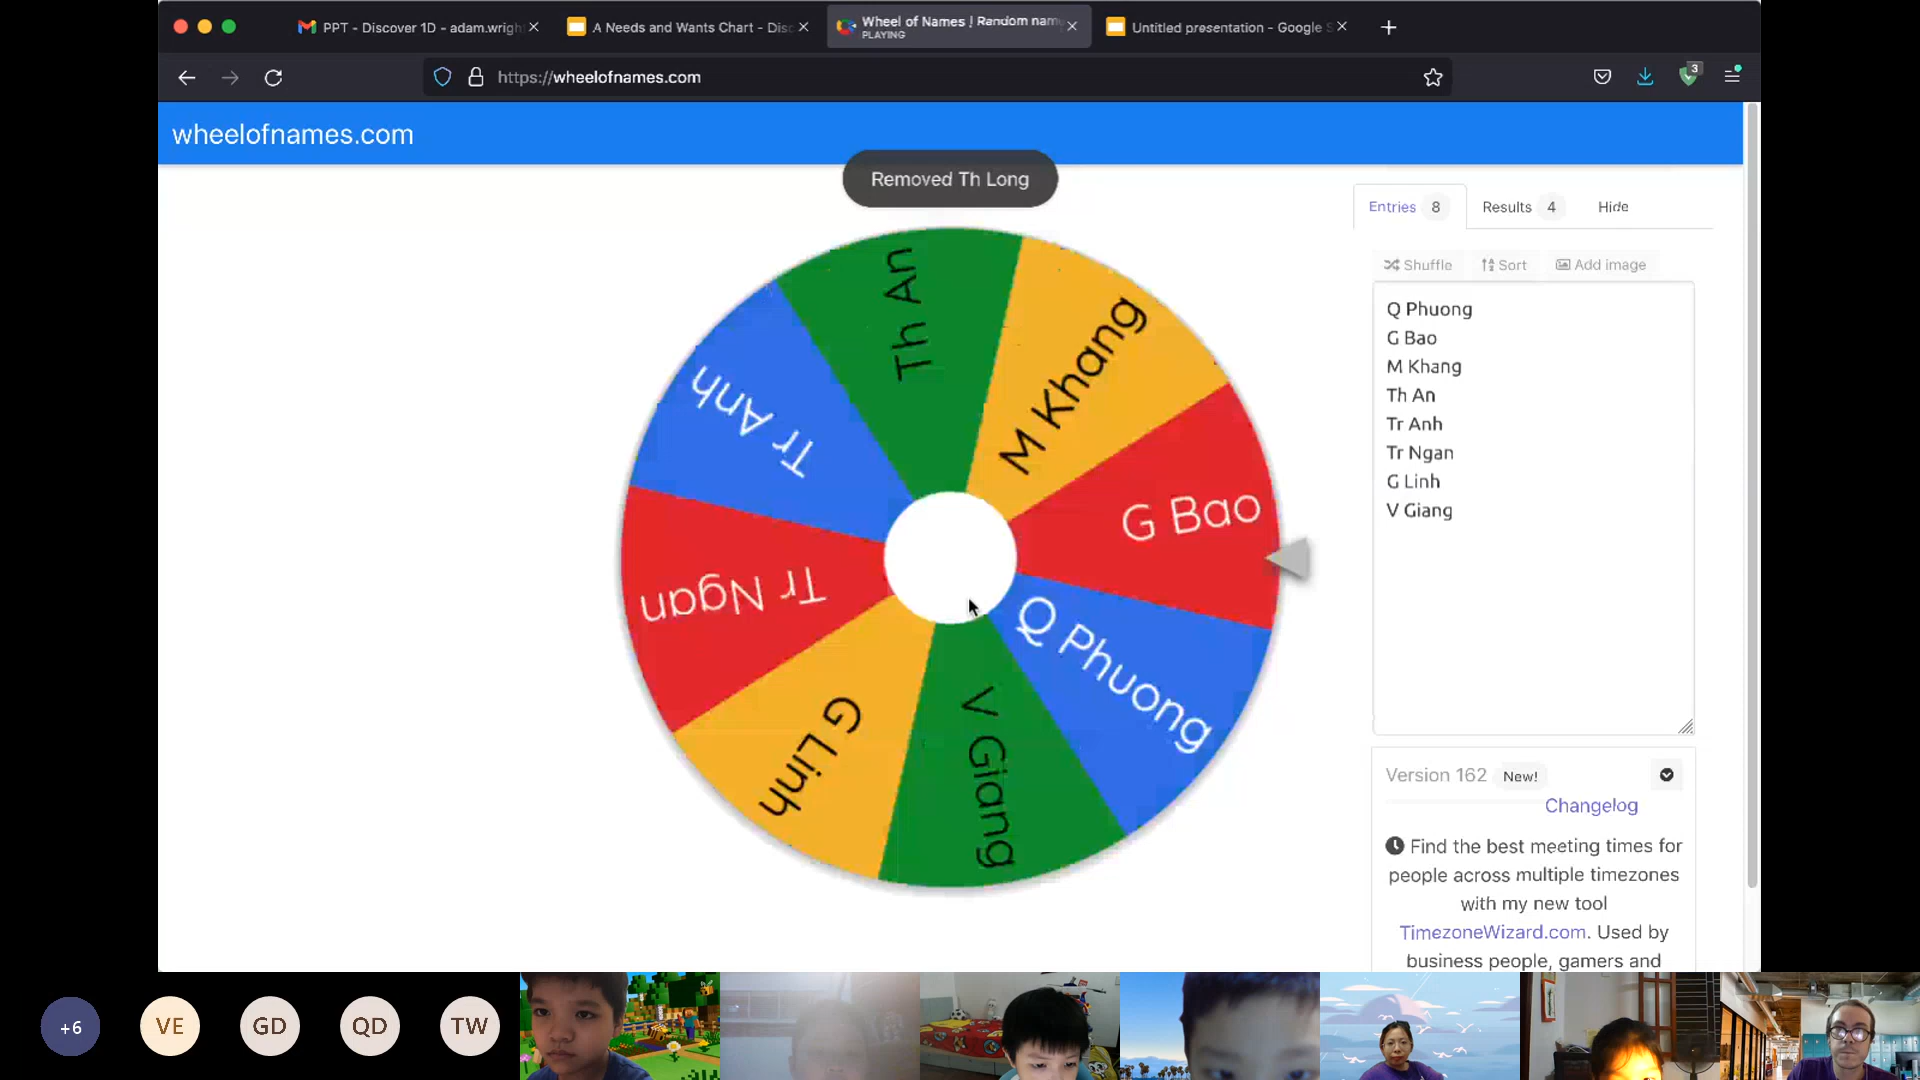 PPT - Discover 1D - adam.wrigh
A Needs and Wants Chart - Disc
Wheel of Names | Random nam
PLAYING
Untitled presentation - Google S
https://wheelofnames.com
3
wheelofnames.com
Removed Th Long
Entries 8
Results 4
Hide
Shuffle
Sort
Add image
Q Phuong
G Bao
M Khang
Th An
Tr Anh
Tr Ngan
G Linh
V Giang
Th An
M Khang
G Bao
Q Phuong
V Giang
G Linh
Tr Ngan
Tr Anh
Version 162 New!
Changelog
Find the best meeting times for
people across multiple timezones
with my new tool
TimezoneWizard.com. Used by
business people, gamers and
+6
VE
GD
QD
TW